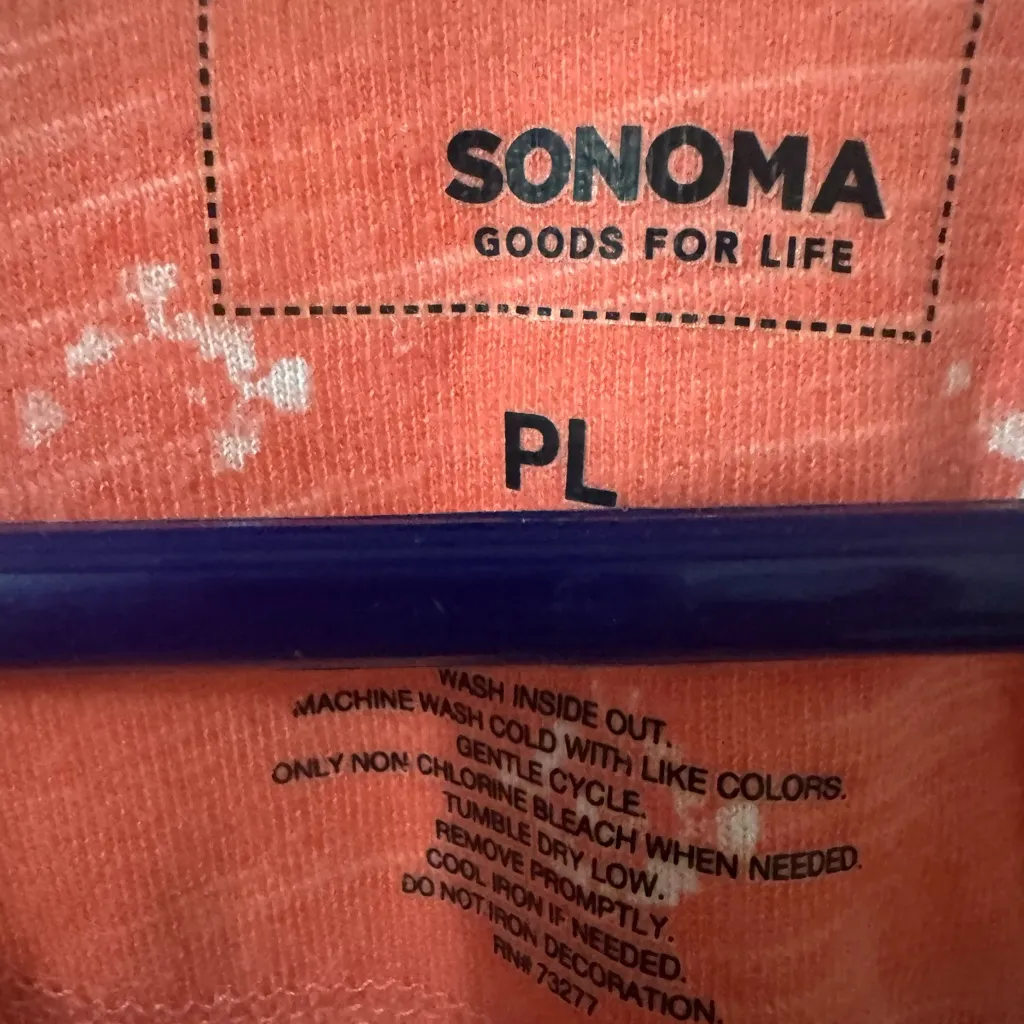 SONOMA
GOODS FOR LIFE
PL
WASH INSIDE OUT.
MACHINE WASH COLD WITH LIKE COLORS.
GENTLE CYCLE.
ONLY NON CHLORINE BLEACH WHEN NEEDED.
TUMBLE DRY LOW.
REMOVE PROMPTLY.
COOL IRON IF NEEDED.
DO NOT IRON DECORATION.
RN# 73277